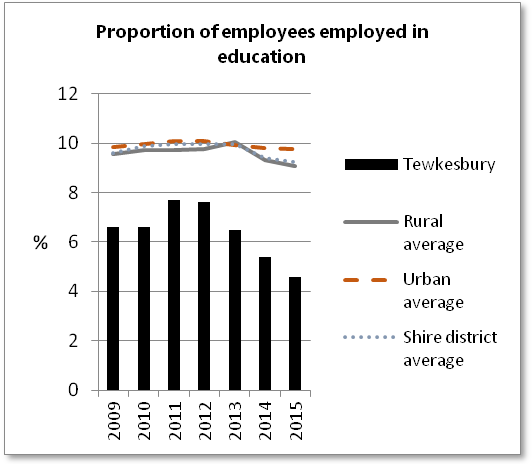 Proportion of employees employed in
education
12
10
8
6
4
2
0
%
2009
2010
2011
2012
2013
2014
2015
Tewkesbury
Rural
average
Urban
average
Shire district
average